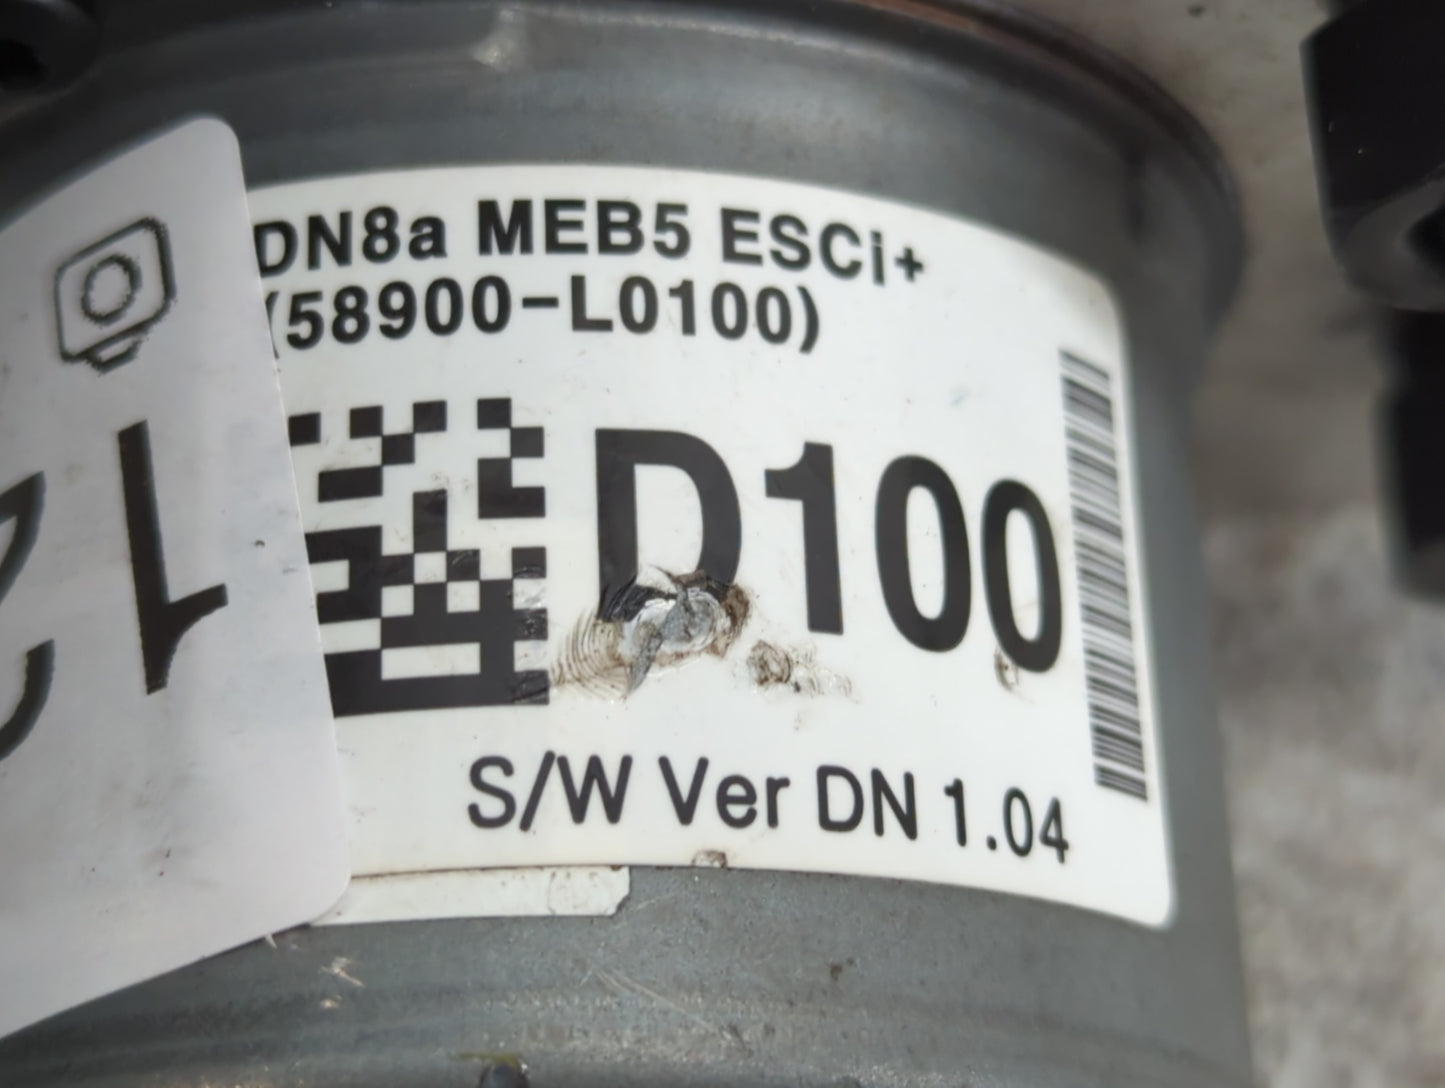 DN8a MEB5 ESCi+
(58900-L0100)
D100
S/W Ver DN 1.04